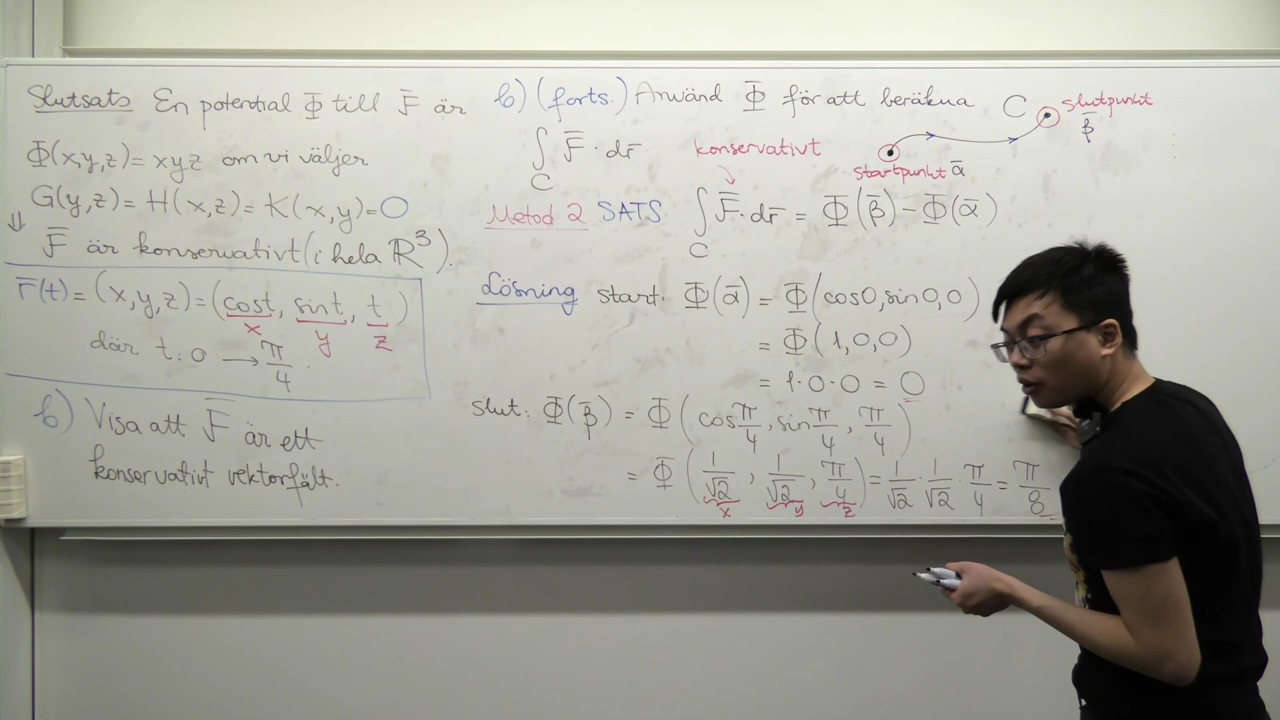 Slutsats En potential Φ till F̄ är
Φ(x,y,z) = xyz om vi väljer
G(y,z) = H(x,z) = K(x,y) = 0
⇓ F̄ är konservativt (i hela ℝ³).
r̄(t) = (x,y,z) = (cost, sint, t)
x y z
där t: 0 → π/4.
b) Visa att F̄ är ett
konservativt vektorfält.
b) (forts.) Använd Φ för att beräkna
∫_C F̄ · dr̄
C slutpunkt β̄
startpunkt ᾱ
konservativt
Metod 2 SATS ∫_C F̄ · dr̄ = Φ(β̄) - Φ(ᾱ)
Lösning start: Φ(ᾱ) = Φ(cos0, sin0, 0)
= Φ(1,0,0)
= 1·0·0 = 0
slut: Φ(β̄) = Φ(cos π/4, sin π/4, π/4)
= Φ(1/√2, 1/√2, π/4) = 1/√2 · 1/√2 · π/4 = π/8
x y z